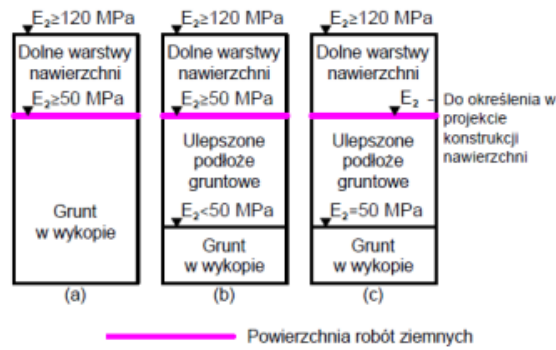 E₂≥120 MPa
Dolne warstwy
nawierzchni
E₂≥50 MPa
Grunt
w wykopie
(a)
E₂≥120 MPa
Dolne warstwy
nawierzchni
E₂≥50 MPa
Ulepszone
podłoże
gruntowe
E₂<50 MPa
Grunt
w wykopie
(b)
E₂≥120 MPa
Dolne warstwy
nawierzchni
E₂ - Do określenia w
projekcie
konstrukcji
nawierzchni
Ulepszone
podłoże
gruntowe
E₂=50 MPa
Grunt
w wykopie
(c)
Powierzchnia robót ziemnych